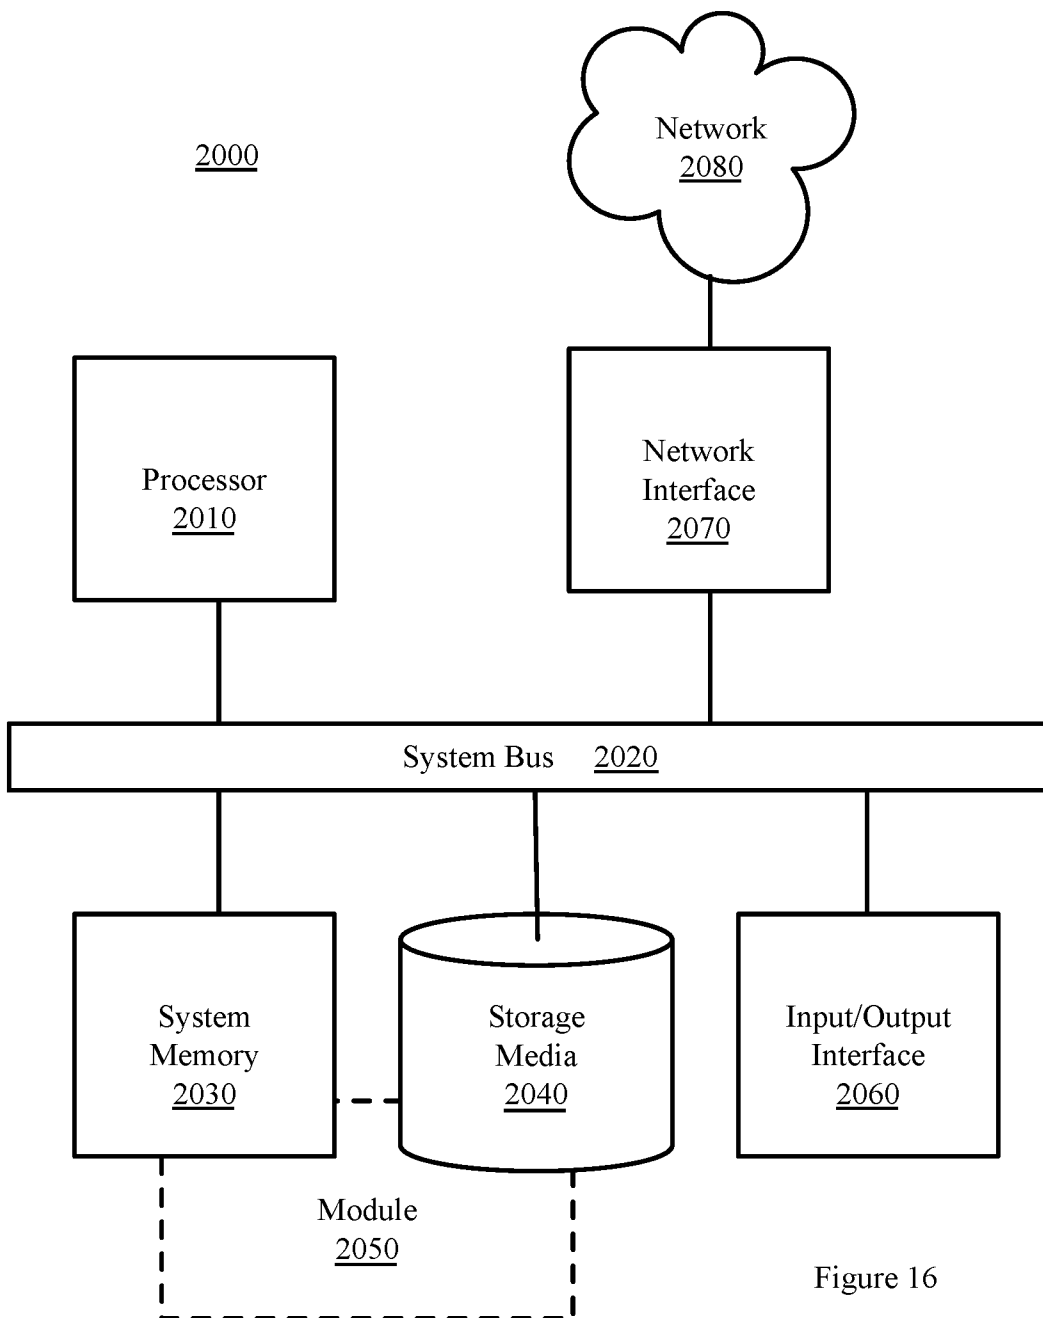 2000
Network
2080
Processor
2010
Network
Interface
2070
System Bus 2020
System
Memory
2030
Storage
Media
2040
Input/Output
Interface
2060
Module
2050
Figure 16